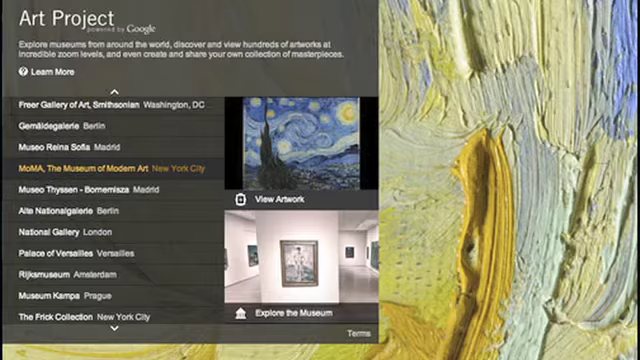 Art Project
powered by Google
Explore museums from around the world, discover and view hundreds of artworks at
incredible zoom levels, and even create and share your own collection of masterpieces.
Learn More
Freer Gallery of Art, Smithsonian Washington, DC
Gemäldegalerie Berlin
Museo Reina Sofia Madrid
MoMA, The Museum of Modern Art New York City
Museo Thyssen - Bornemisza Madrid
Alte Nationalgerie Berlin
National Gallery London
Palace of Versailles Versailles
Rijksmuseum Amsterdam
Museum Kampa Prague
The Frick Collection New York City
View Artwork
Explore the Museum
Terms